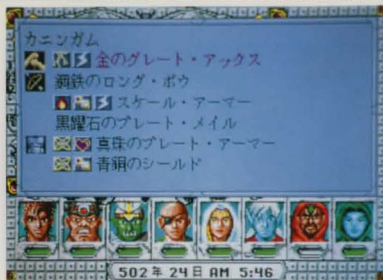 カニンガム
金のグレート・アックス
鋼鉄のロング・ボウ
スケール・アーマー
黒曜石のプレート・メイル
真珠のプレート・アーマー
青銅のシールド
502年 24日 AM 5:46